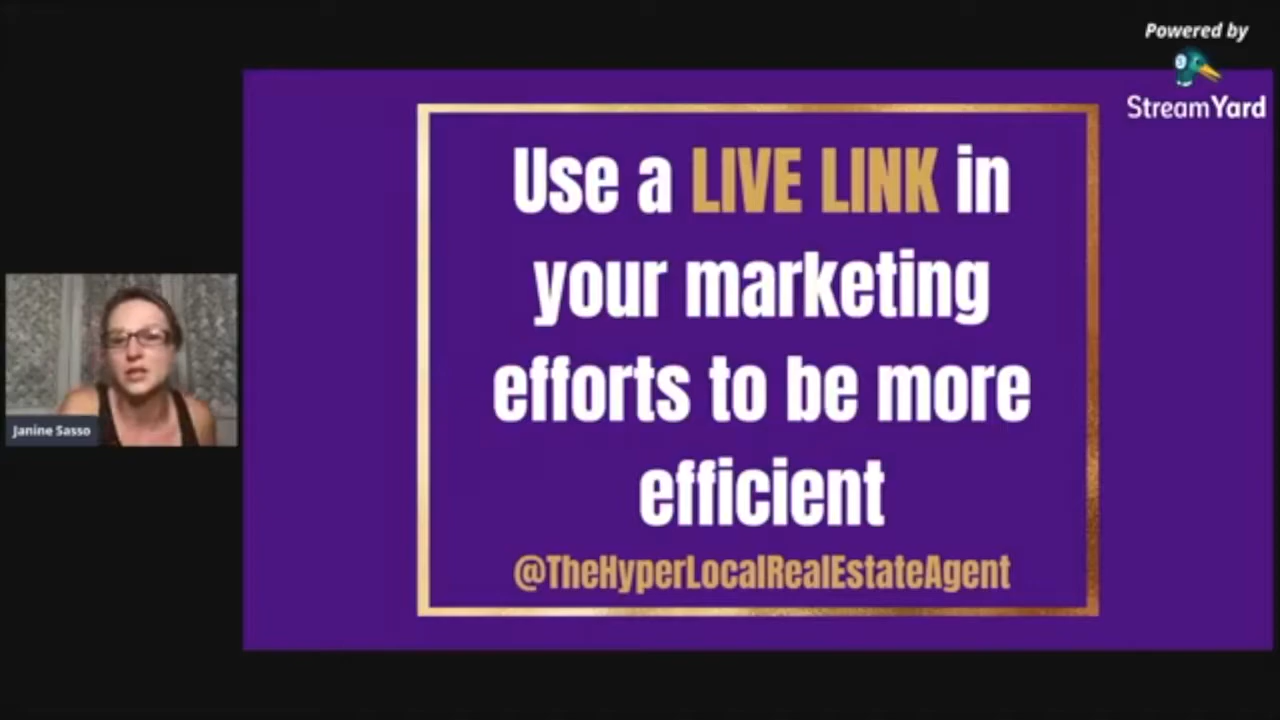 Powered by
StreamYard
Use a LIVE LINK in
your marketing
efforts to be more
efficient
@TheHyperLocalRealEstateAgent
Janine Sasso